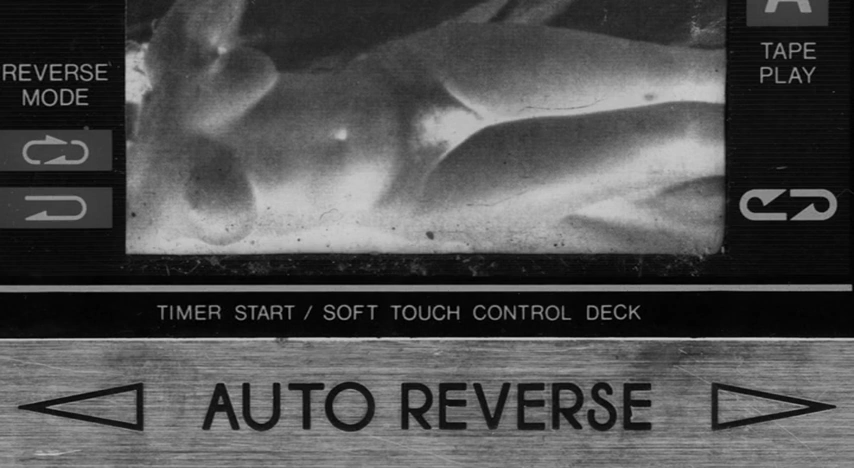 A
REVERSE
MODE
TAPE
PLAY
TIMER START / SOFT TOUCH CONTROL DECK
AUTO REVERSE